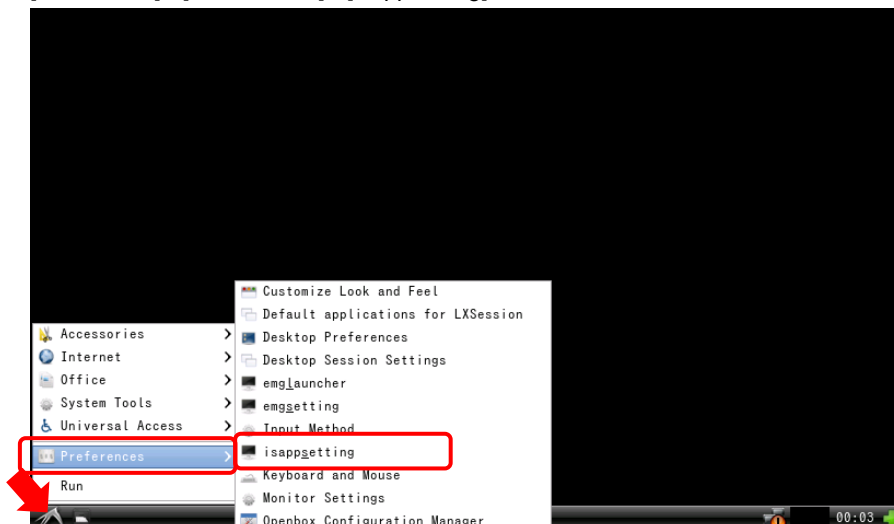 Customize Look and Feel
Default applications for LXSession
Desktop Preferences
Desktop Session Settings
emglauncher
emgsetting
Input Method
isappsetting
Keyboard and Mouse
Monitor Settings
Openbox Configuration Manager
Accessories
Internet
Office
System Tools
Universal Access
Preferences
Run
00:03